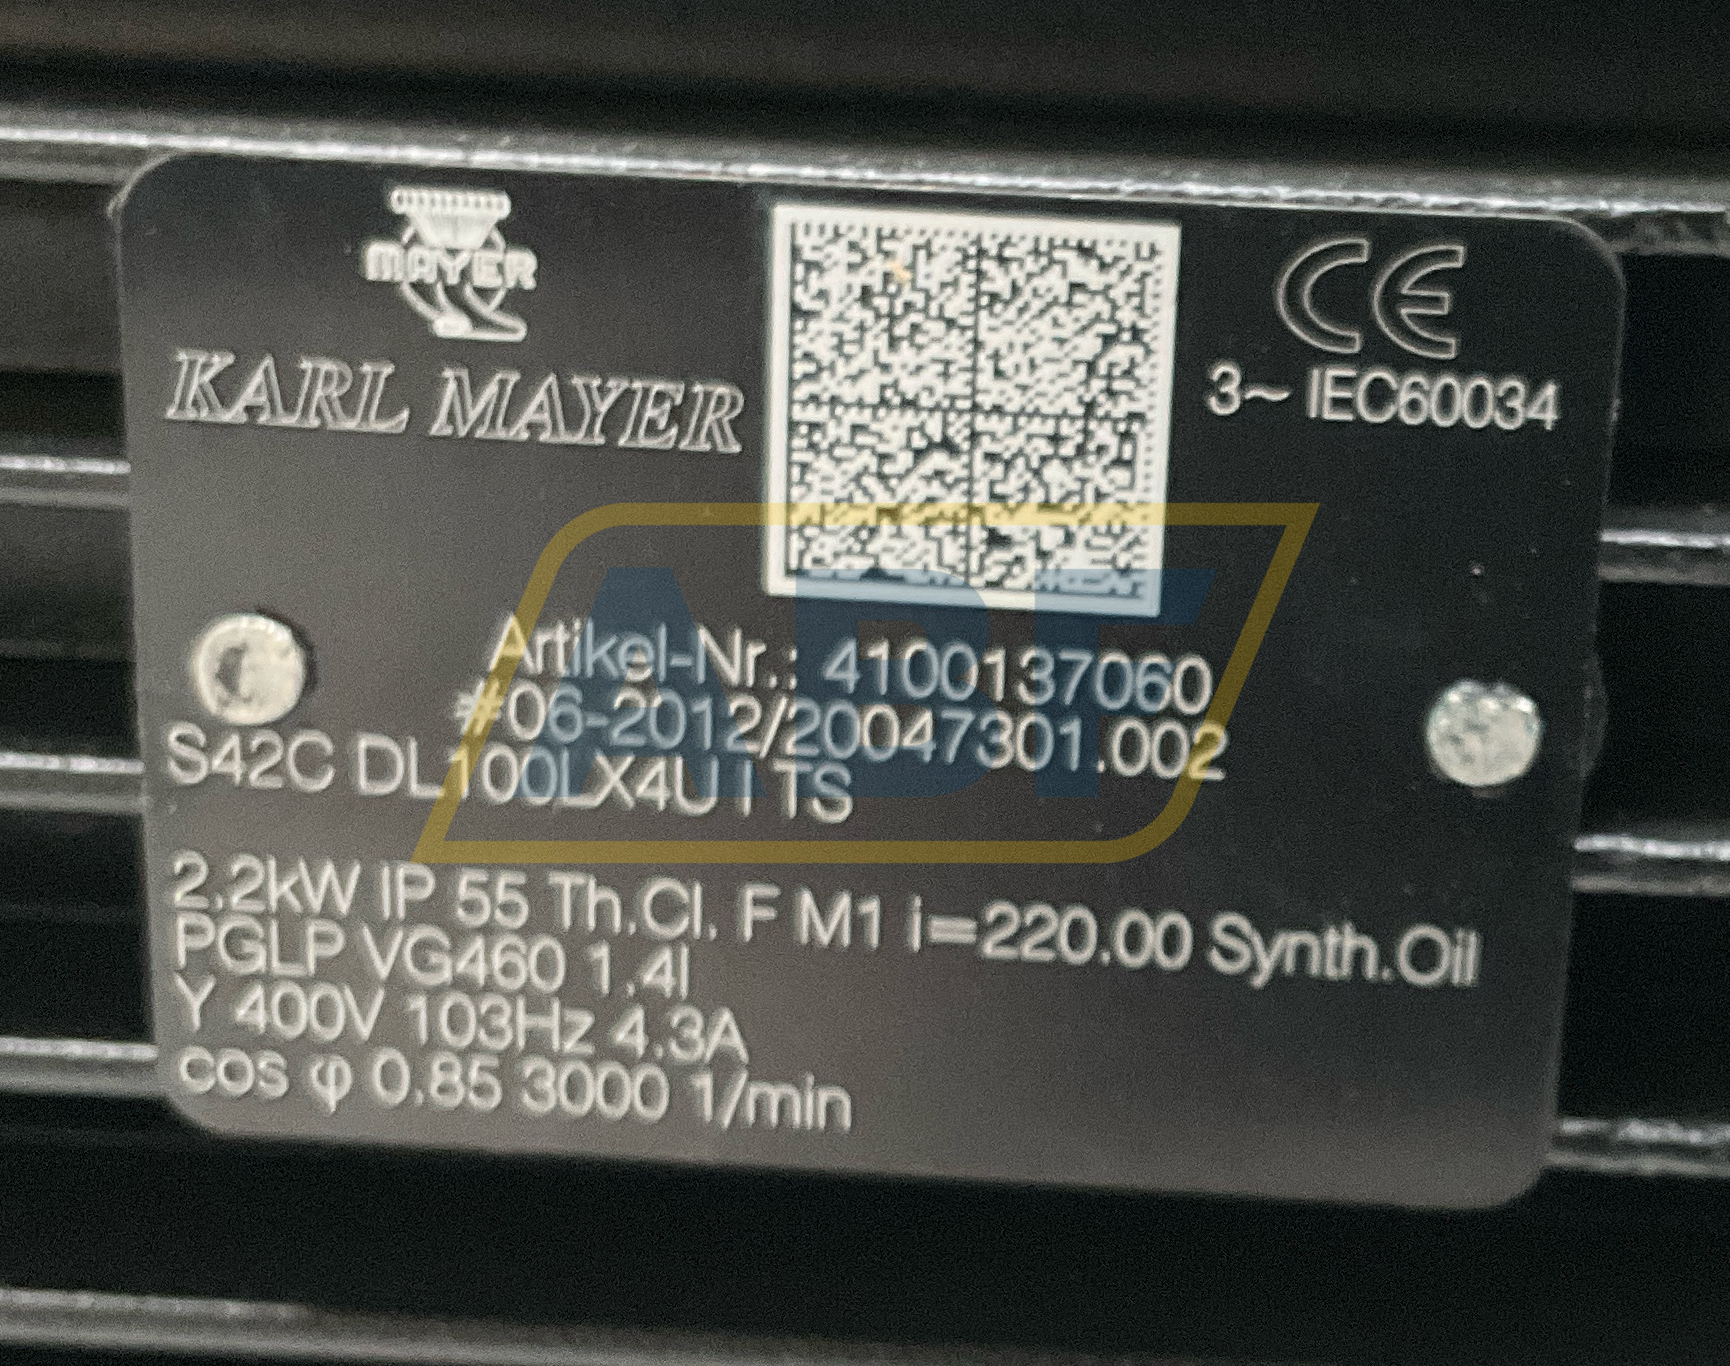 MAYER
KARL MAYER
CE
3~ IEC60034
ABF
Artikel-Nr.: 4100137060
#06-2012/20047301.002
S42C DL100LX4U I TS
2.2kW IP 55 Th.Cl. F M1 i=220.00 Synth.Oil
PGLP VG460 1.4l
Y 400V 103Hz 4.3A
cos φ 0.85 3000 1/min